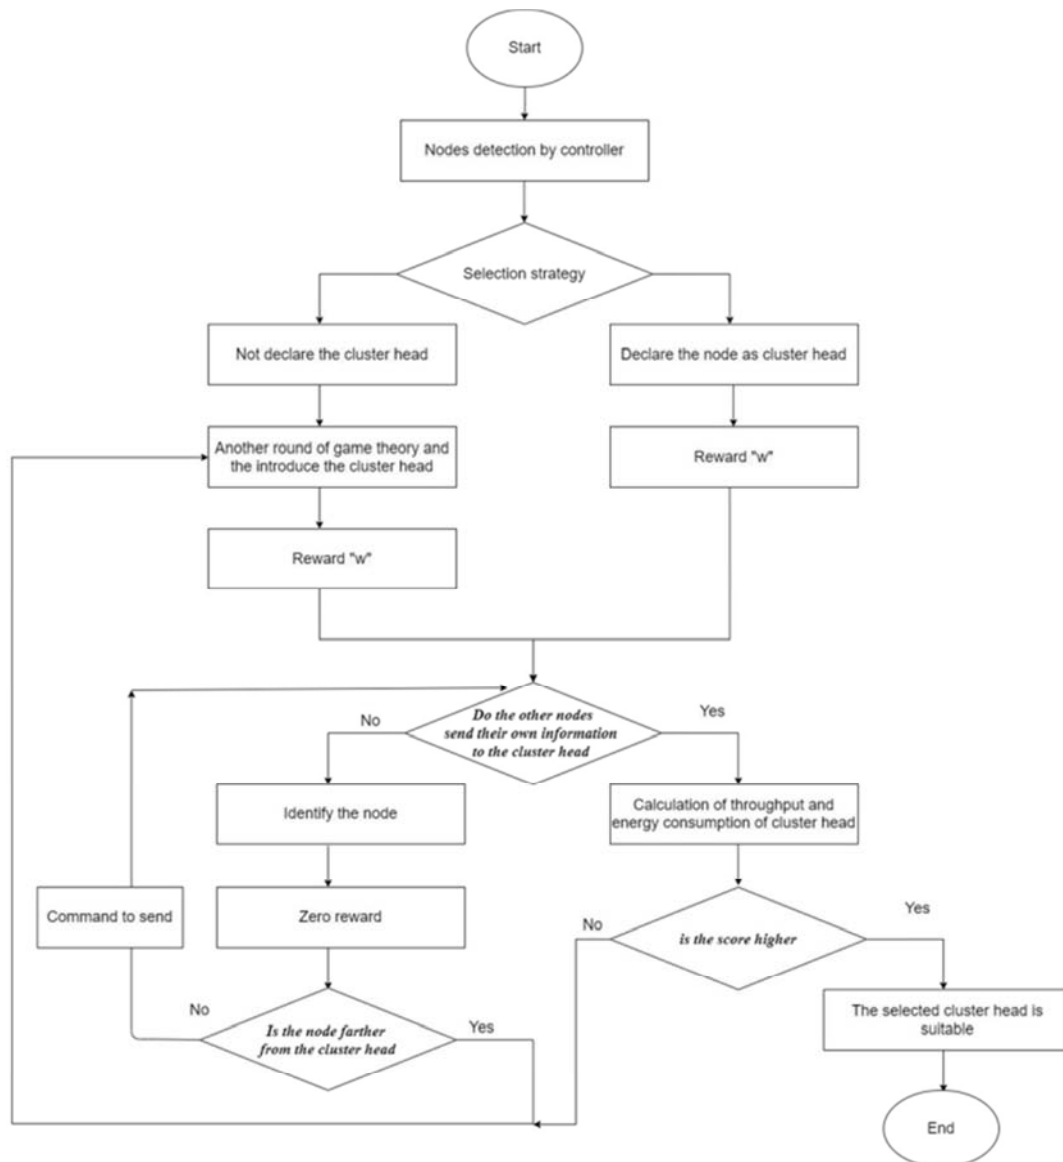 Start
Nodes detection by controller
Selection strategy
Not declare the cluster head
Declare the node as cluster head
Another round of game theory and
the introduce the cluster head
Reward "w"
Reward "w"
Do the other nodes
send their own information
to the cluster head
No
Yes
Identify the node
Calculation of throughput and
energy consumption of cluster head
Command to send
Zero reward
No
is the score higher
Yes
No
Is the node farther
from the cluster head
Yes
The selected cluster head is
suitable
End